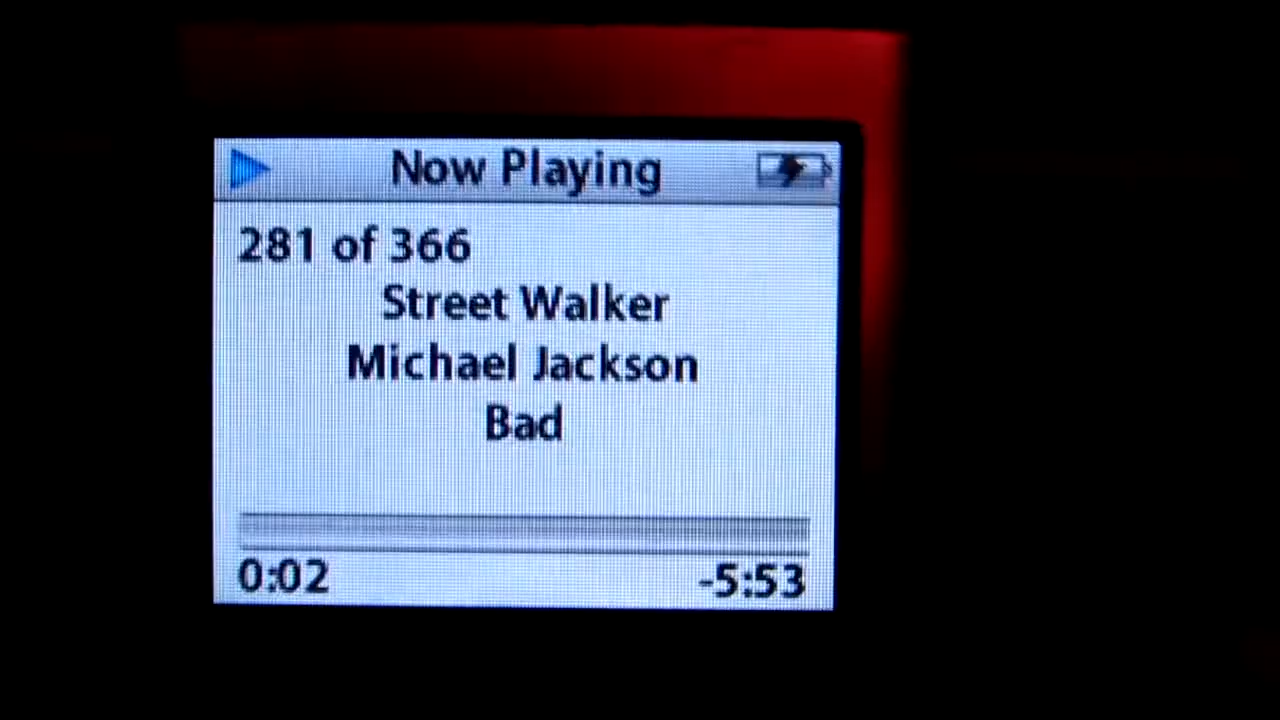 Now Playing
281 of 366
Street Walker
Michael Jackson
Bad
0:02 -5:53